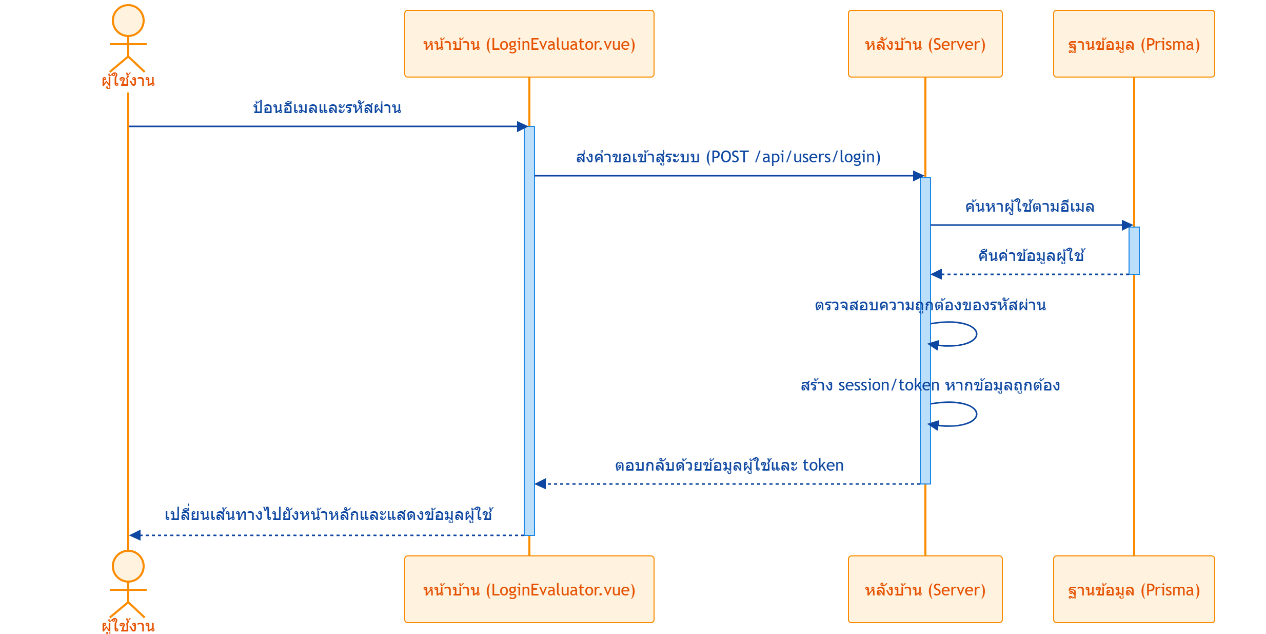 ผู้ใช้งาน
หน้าบ้าน (LoginEvaluator.vue)
หลังบ้าน (Server)
ฐานข้อมูล (Prisma)
ป้อนอีเมลและรหัสผ่าน
ส่งคำขอเข้าสู่ระบบ (POST /api/users/login)
ค้นหาผู้ใช้ตามอีเมล
คืนค่าข้อมูลผู้ใช้
ตรวจสอบความถูกต้องของรหัสผ่าน
สร้าง session/token หากข้อมูลถูกต้อง
ตอบกลับด้วยข้อมูลผู้ใช้และ token
เปลี่ยนเส้นทางไปยังหน้าหลักและแสดงข้อมูลผู้ใช้
ผู้ใช้งาน
หน้าบ้าน (LoginEvaluator.vue)
หลังบ้าน (Server)
ฐานข้อมูล (Prisma)